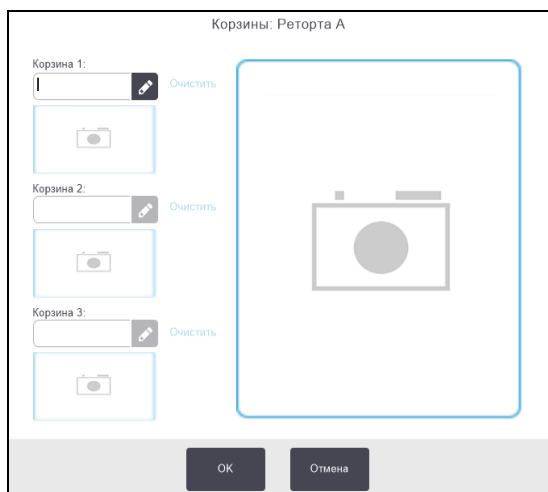 Корзины: Реторта А
Корзина 1:
Очистить
Корзина 2:
Очистить
Корзина 3:
Очистить
OK
Отмена